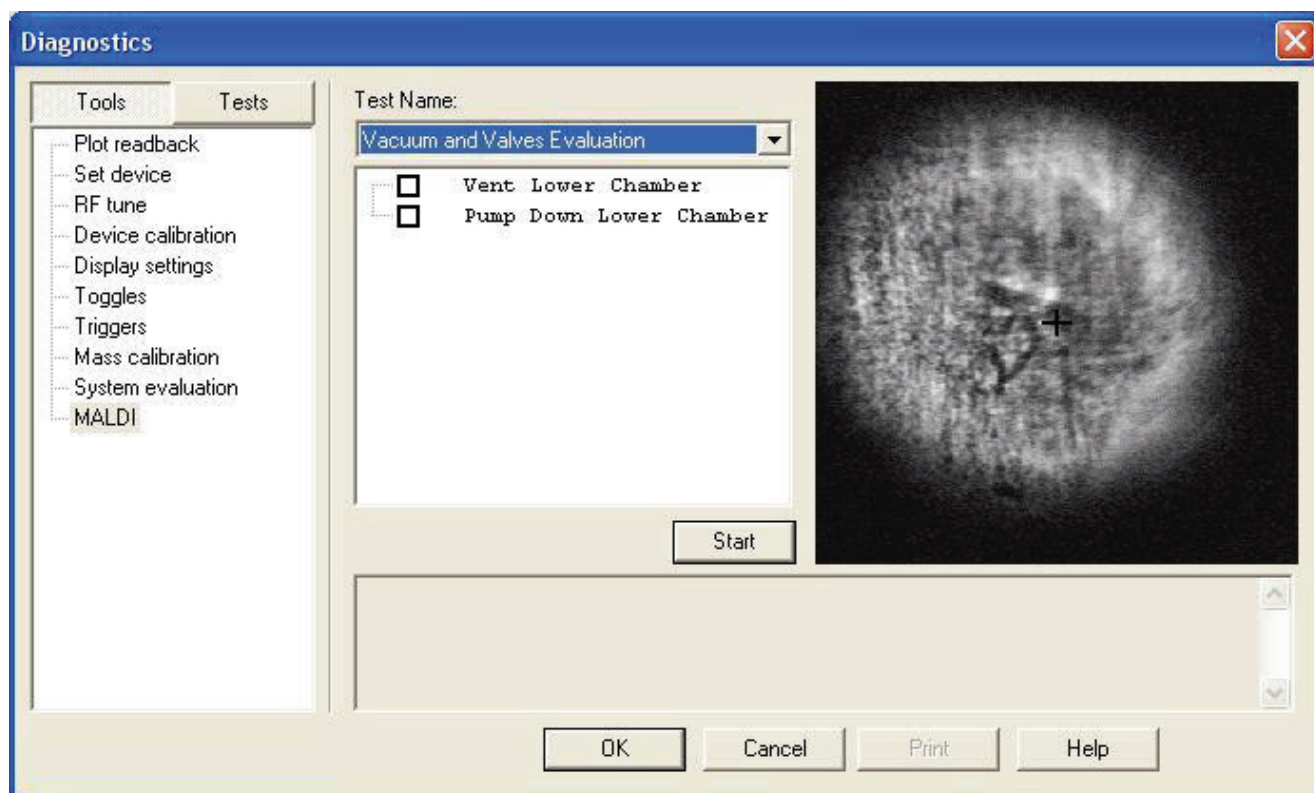 Diagnostics
Tools
Tests
Plot readback
Set device
RF tune
Device calibration
Display settings
Toggles
Triggers
Mass calibration
System evaluation
MALDI
Test Name:
Vacuum and Valves Evaluation
Vent Lower Chamber
Pump Down Lower Chamber
Start
OK
Cancel
Print
Help